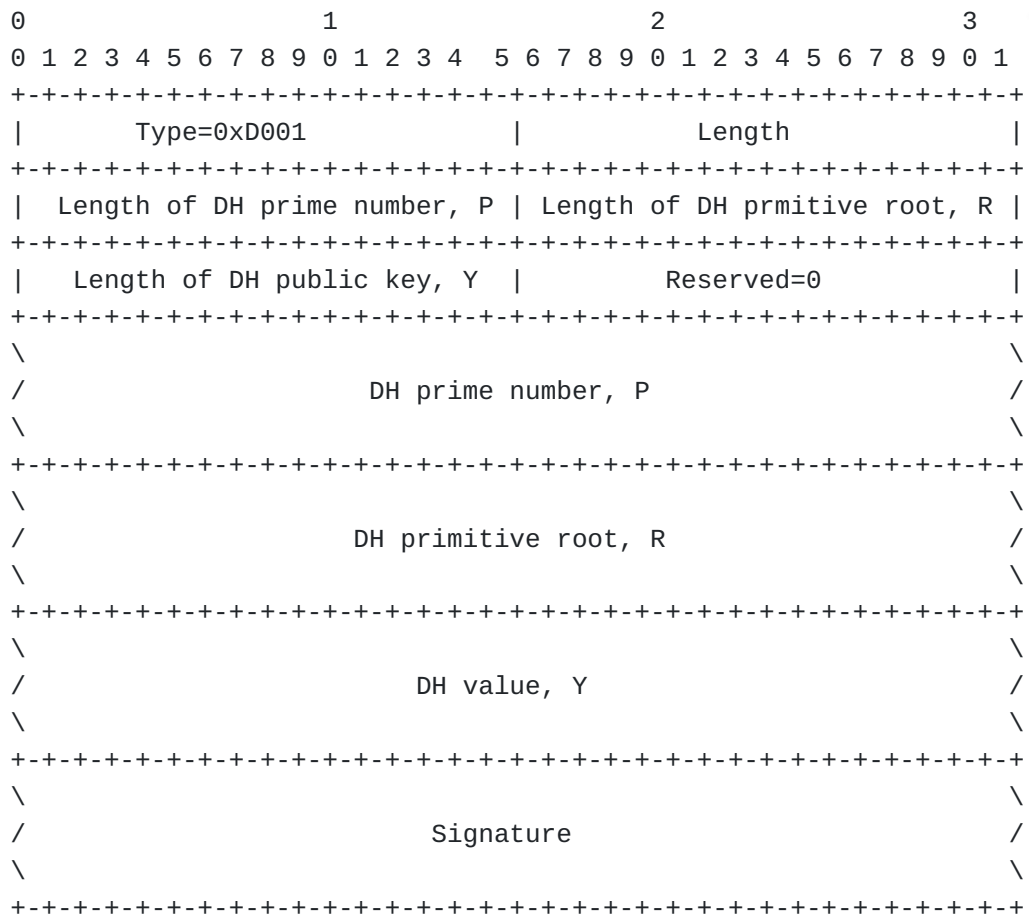 0                   1                    2                   3
0 1 2 3 4 5 6 7 8 9 0 1 2 3 4  5 6 7 8 9 0 1 2 3 4 5 6 7 8 9 0 1
+-+-+-+-+-+-+-+-+-+-+-+-+-+-+-+-+-+-+-+-+-+-+-+-+-+-+-+-+-+-+-+-+
|       Type=0xD001             |           Length              |
+-+-+-+-+-+-+-+-+-+-+-+-+-+-+-+-+-+-+-+-+-+-+-+-+-+-+-+-+-+-+-+-+
|  Length of DH prime number, P | Length of DH prmitive root, R |
+-+-+-+-+-+-+-+-+-+-+-+-+-+-+-+-+-+-+-+-+-+-+-+-+-+-+-+-+-+-+-+-+
|   Length of DH public key, Y  |         Reserved=0            |
+-+-+-+-+-+-+-+-+-+-+-+-+-+-+-+-+-+-+-+-+-+-+-+-+-+-+-+-+-+-+-+-+
\                                                               \
/                      DH prime number, P                       /
\                                                               \
+-+-+-+-+-+-+-+-+-+-+-+-+-+-+-+-+-+-+-+-+-+-+-+-+-+-+-+-+-+-+-+-+
\                                                               \
/                     DH primitive root, R                      /
\                                                               \
+-+-+-+-+-+-+-+-+-+-+-+-+-+-+-+-+-+-+-+-+-+-+-+-+-+-+-+-+-+-+-+-+
\                                                               \
/                         DH value, Y                           /
\                                                               \
+-+-+-+-+-+-+-+-+-+-+-+-+-+-+-+-+-+-+-+-+-+-+-+-+-+-+-+-+-+-+-+-+
\                                                               \
/                          Signature                            /
\                                                               \
+-+-+-+-+-+-+-+-+-+-+-+-+-+-+-+-+-+-+-+-+-+-+-+-+-+-+-+-+-+-+-+-+